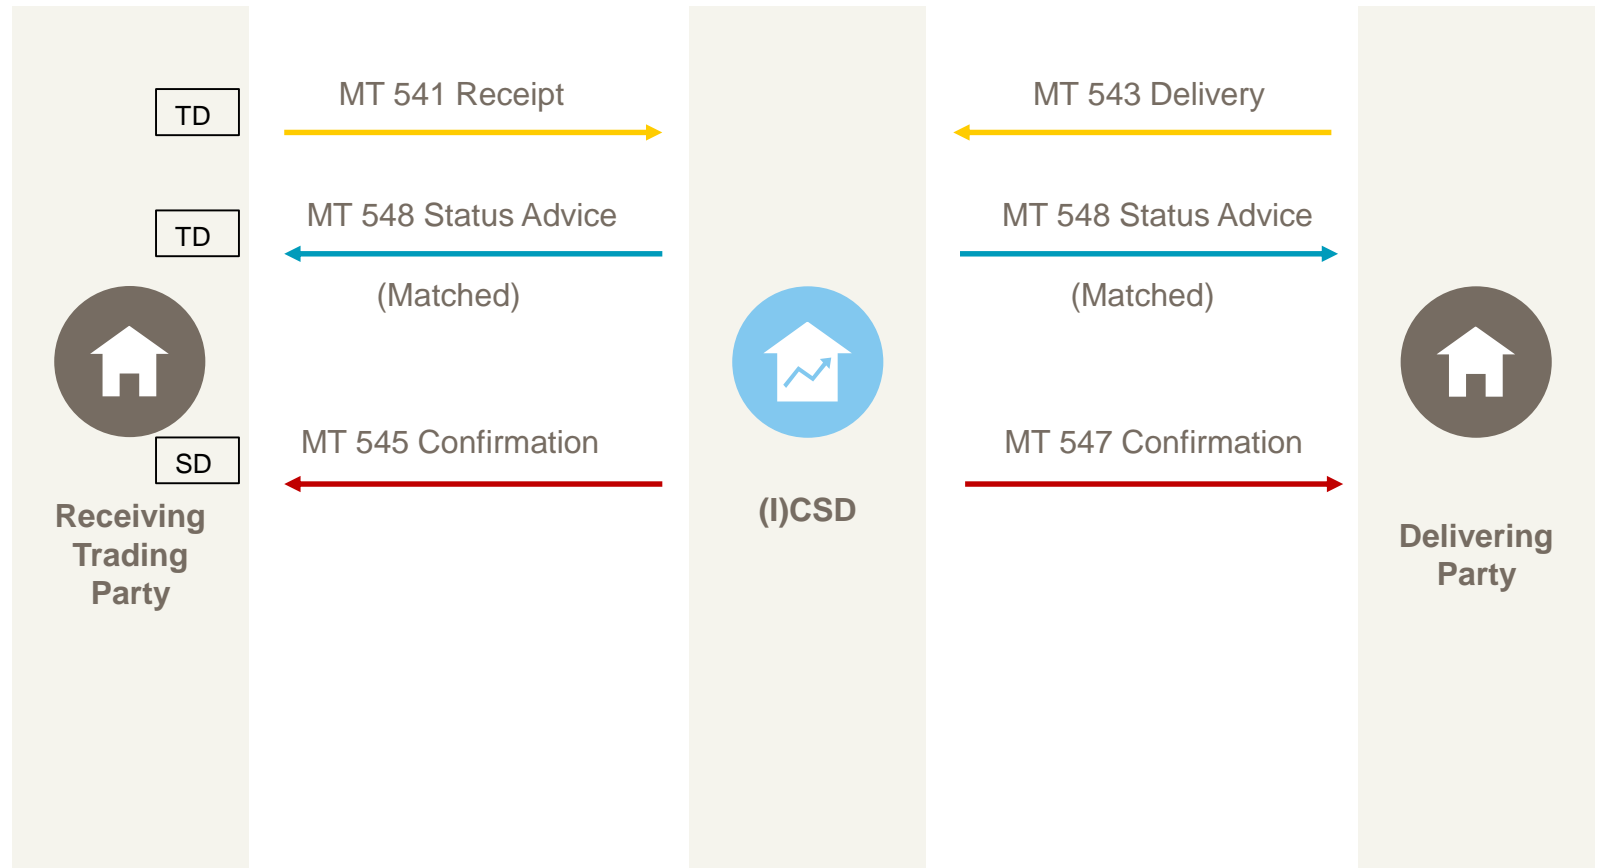 TD
MT 541 Receipt
MT 543 Delivery
TD
MT 548 Status Advice
MT 548 Status Advice
(Matched)
(Matched)
SD
MT 545 Confirmation
MT 547 Confirmation
Receiving
Trading
Party
(I)CSD
Delivering
Party